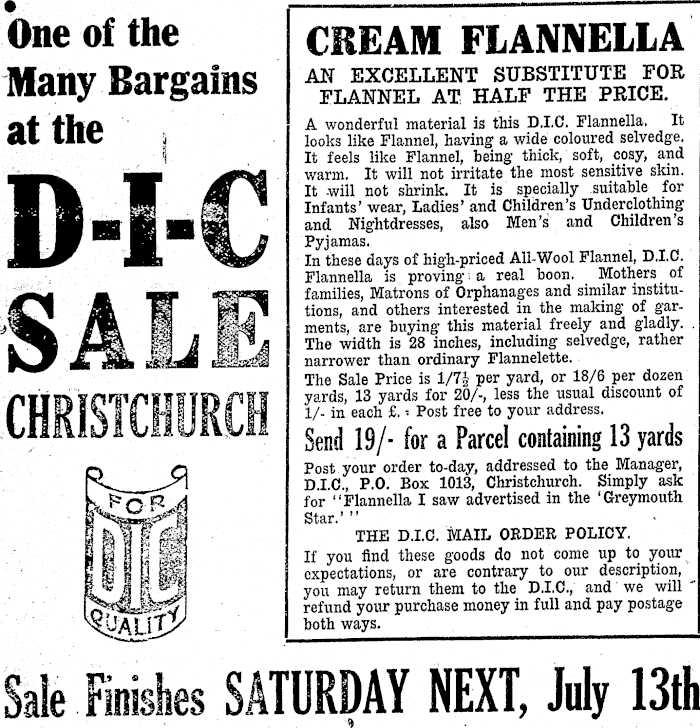 One of the
Many Bargains
at the
D-I-C
SALE
CHRISTCHURCH
FOR
DIC
QUALITY
CREAM FLANNELLA
AN EXCELLENT SUBSTITUTE FOR
FLANNEL AT HALF THE PRICE.
A wonderful material is this D.I.C. Flannella. It
looks like Flannel, having a wide coloured selvedge.
It feels like Flannel, being thick, soft, cosy, and
warm. It will not irritate the most sensitive skin.
It will not shrink. It is specially suitable for
Infants' wear, Ladies' and Children's Underclothing
and Nightdresses, also Men's and Children's
Pyjamas.
In these days of high-priced All-Wool Flannel, D.I.C.
Flannella is proving a real boon. Mothers of
families, Matrons of Orphanages and similar institu-
tions, and others interested in the making of gar-
ments, are buying this material freely and gladly.
The width is 28 inches, including selvedge, rather
narrower than ordinary Flannelette.
The Sale Price is 1/7½ per yard, or 18/6 per dozen
yards, 13 yards for 20/-, less the usual discount of
1/- in each £. Post free to your address.
Send 19/- for a Parcel containing 13 yards
Post your order to-day, addressed to the Manager,
D.I.C., P.O. Box 1013, Christchurch. Simply ask
for "Flannella I saw advertised in the 'Greymouth
Star.' "
THE D.I.C. MAIL ORDER POLICY.
If you find these goods do not come up to your
expectations, or are contrary to our description,
you may return them to the D.I.C., and we will
refund your purchase money in full and pay postage
both ways.
Sale Finishes SATURDAY NEXT, July 13th